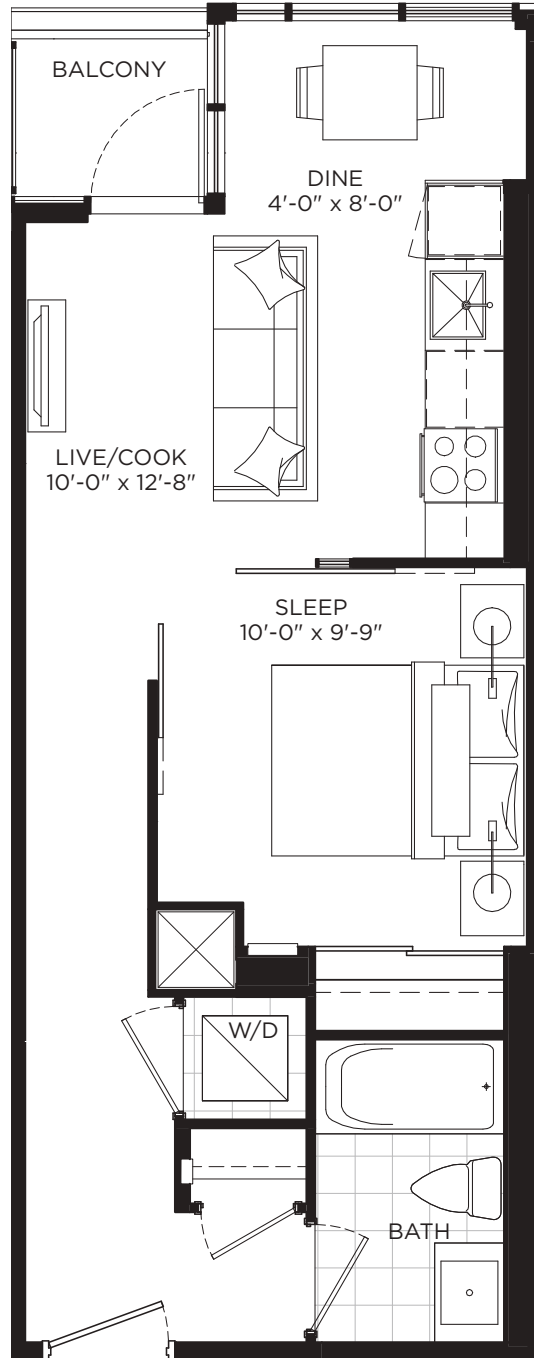 BALCONY
DINE
4'-0" x 8'-0"
LIVE/COOK
10'-0" x 12'-8"
SLEEP
10'-0" x 9'-9"
W/D
BATH